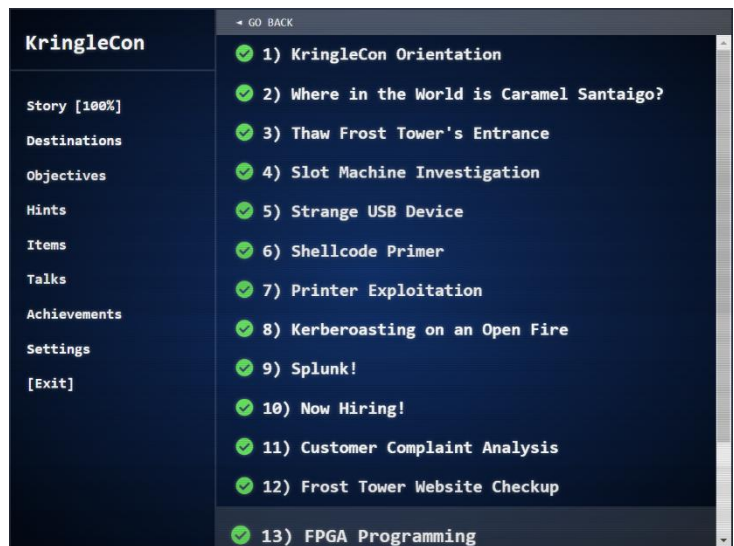 KringleCon
Story [100%]
Destinations
Objectives
Hints
Items
Talks
Achievements
Settings
[Exit]
◄ GO BACK
1) KringleCon Orientation
2) Where in the World is Caramel Santaigo?
3) Thaw Frost Tower's Entrance
4) Slot Machine Investigation
5) Strange USB Device
6) Shellcode Primer
7) Printer Exploitation
8) Kerberoasting on an Open Fire
9) Splunk!
10) Now Hiring!
11) Customer Complaint Analysis
12) Frost Tower Website Checkup
13) FPGA Programming